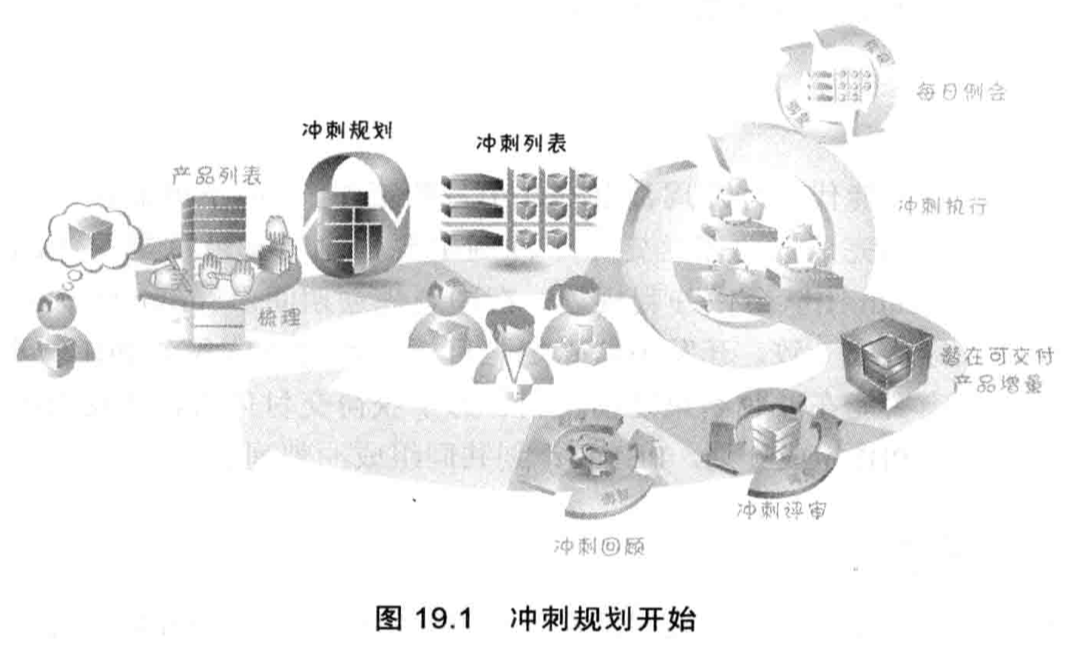 每日例会
冲刺规划
冲刺列表
产品列表
冲刺执行
梳理
潜在可交付
产品增量
冲刺评审
冲刺回顾
图 19.1 冲刺规划开始